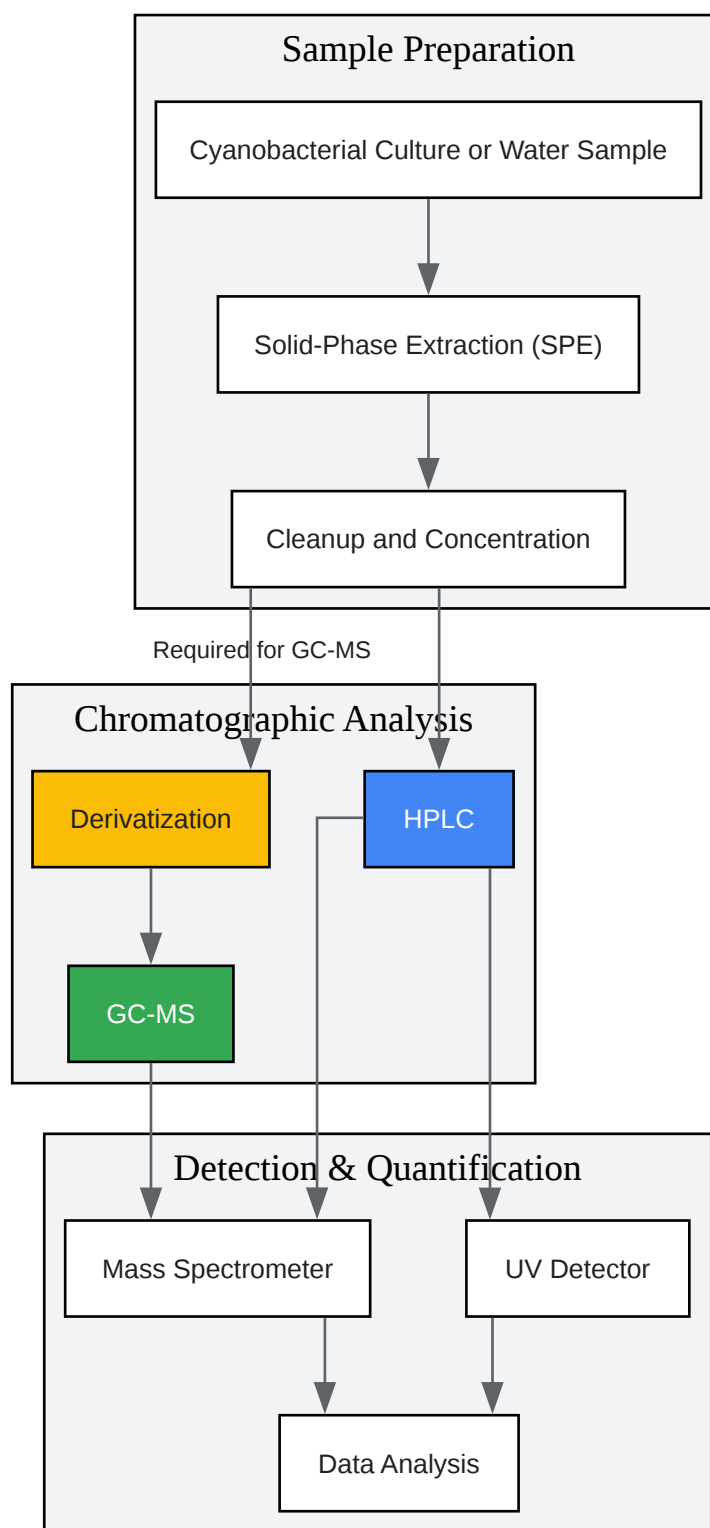 Sample Preparation
Cyanobacterial Culture or Water Sample
Solid-Phase Extraction (SPE)
Cleanup and Concentration
Required for GC-MS
Chromatographic Analysis
Derivatization
HPLC
GC-MS
Detection & Quantification
Mass Spectrometer
UV Detector
Data Analysis